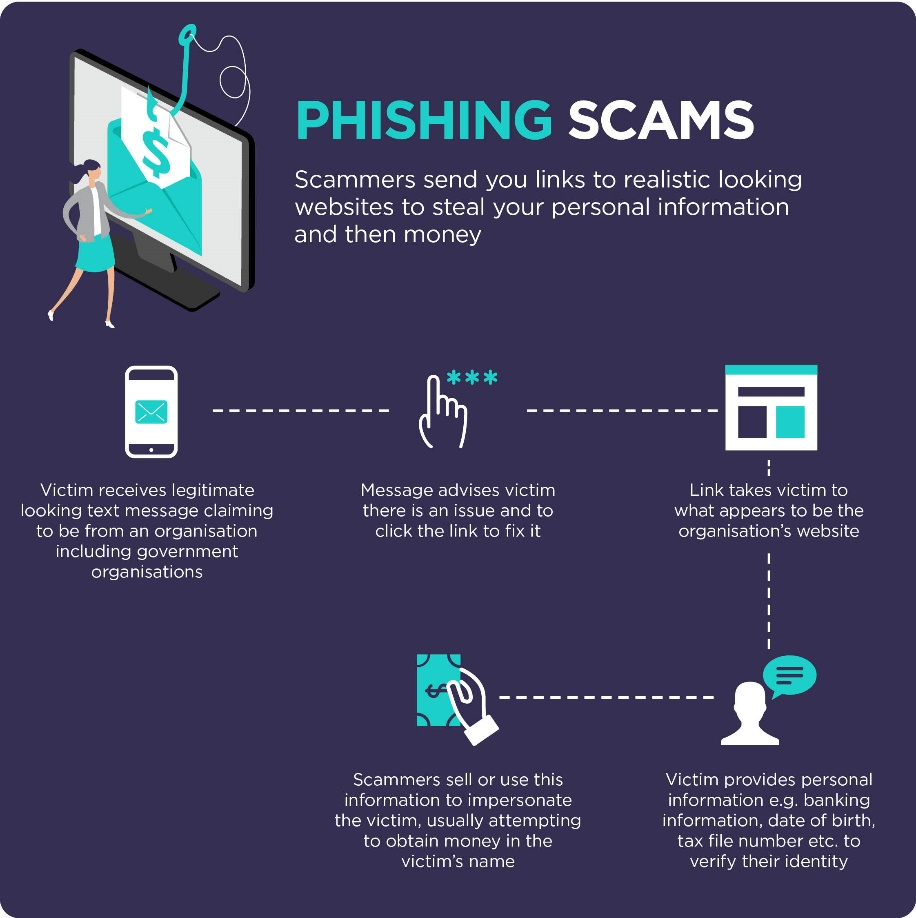 PHISHING SCAMS
Scammers send you links to realistic looking
websites to steal your personal information
and then money
$
***
Victim receives legitimate
looking text message claiming
to be from an organisation
including government
organisations
Message advises victim
there is an issue and to
click the link to fix it
Link takes victim to
what appears to be the
organisation's website
$
Scammers sell or use this
information to impersonate
the victim, usually attempting
to obtain money in the
victim's name
Victim provides personal
information e.g. banking
information, date of birth,
tax file number etc. to
verify their identity